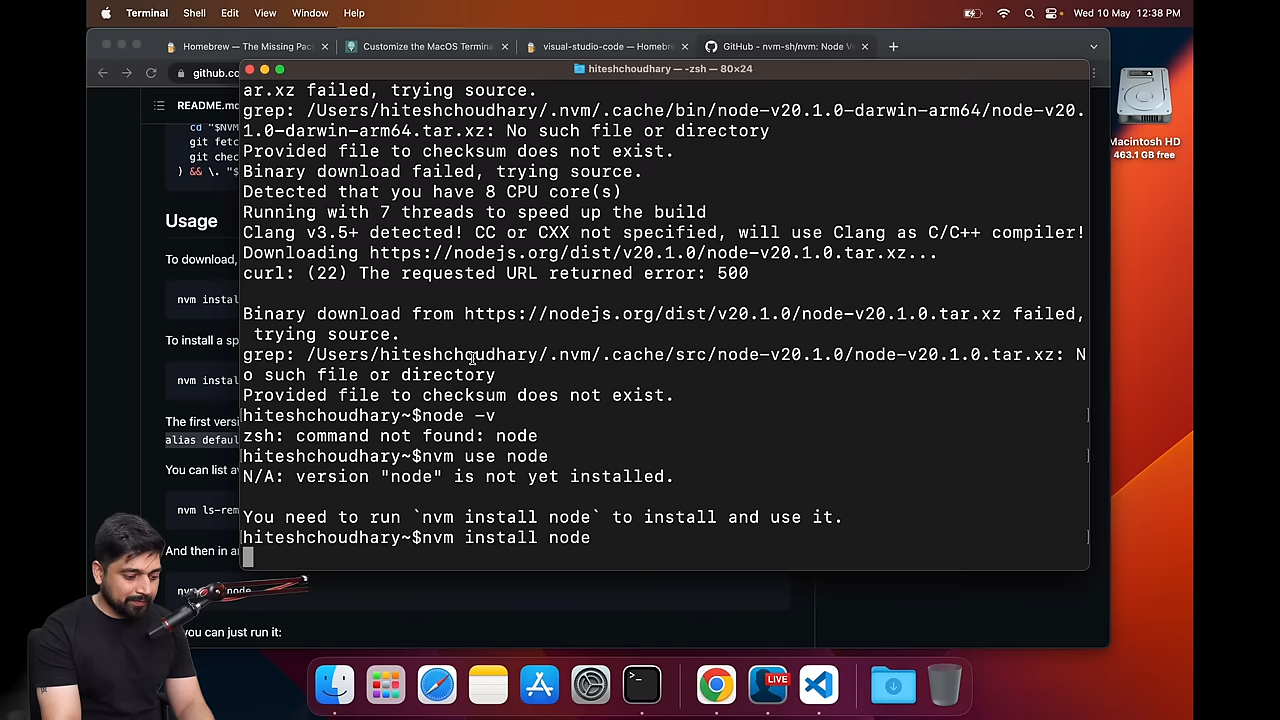 Terminal Shell Edit View Window Help Wed 10 May 12:38 PM
Homebrew — The Missing Pac × Customize the MacOS Termina × visual-studio-code — Homebre × GitHub - nvm-sh/nvm: Node V × +
github.co
hiteshchoudhary — -zsh — 80×24
README.md
cd "$NVM
git fetc
git chec
) && \. "$
Usage
To download,
nvm instal
To install a sp
nvm instal
The first versi
alias defaul
You can list av
nvm ls-rem
And then in an
node
you can just run it:
ar.xz failed, trying source.
grep: /Users/hiteshchoudhary/.nvm/.cache/bin/node-v20.1.0-darwin-arm64/node-v20.
1.0-darwin-arm64.tar.xz: No such file or directory
Provided file to checksum does not exist.
Binary download failed, trying source.
Detected that you have 8 CPU core(s)
Running with 7 threads to speed up the build
Clang v3.5+ detected! CC or CXX not specified, will use Clang as C/C++ compiler!
Downloading https://nodejs.org/dist/v20.1.0/node-v20.1.0.tar.xz...
curl: (22) The requested URL returned error: 500
Binary download from https://nodejs.org/dist/v20.1.0/node-v20.1.0.tar.xz failed,
trying source.
grep: /Users/hiteshchoudhary/.nvm/.cache/src/node-v20.1.0/node-v20.1.0.tar.xz: N
o such file or directory
Provided file to checksum does not exist.
hiteshchoudhary~$node -v
zsh: command not found: node
hiteshchoudhary~$nvm use node
N/A: version "node" is not yet installed.
You need to run `nvm install node` to install and use it.
hiteshchoudhary~$nvm install node
Macintosh HD
463.1 GB free
LIVE